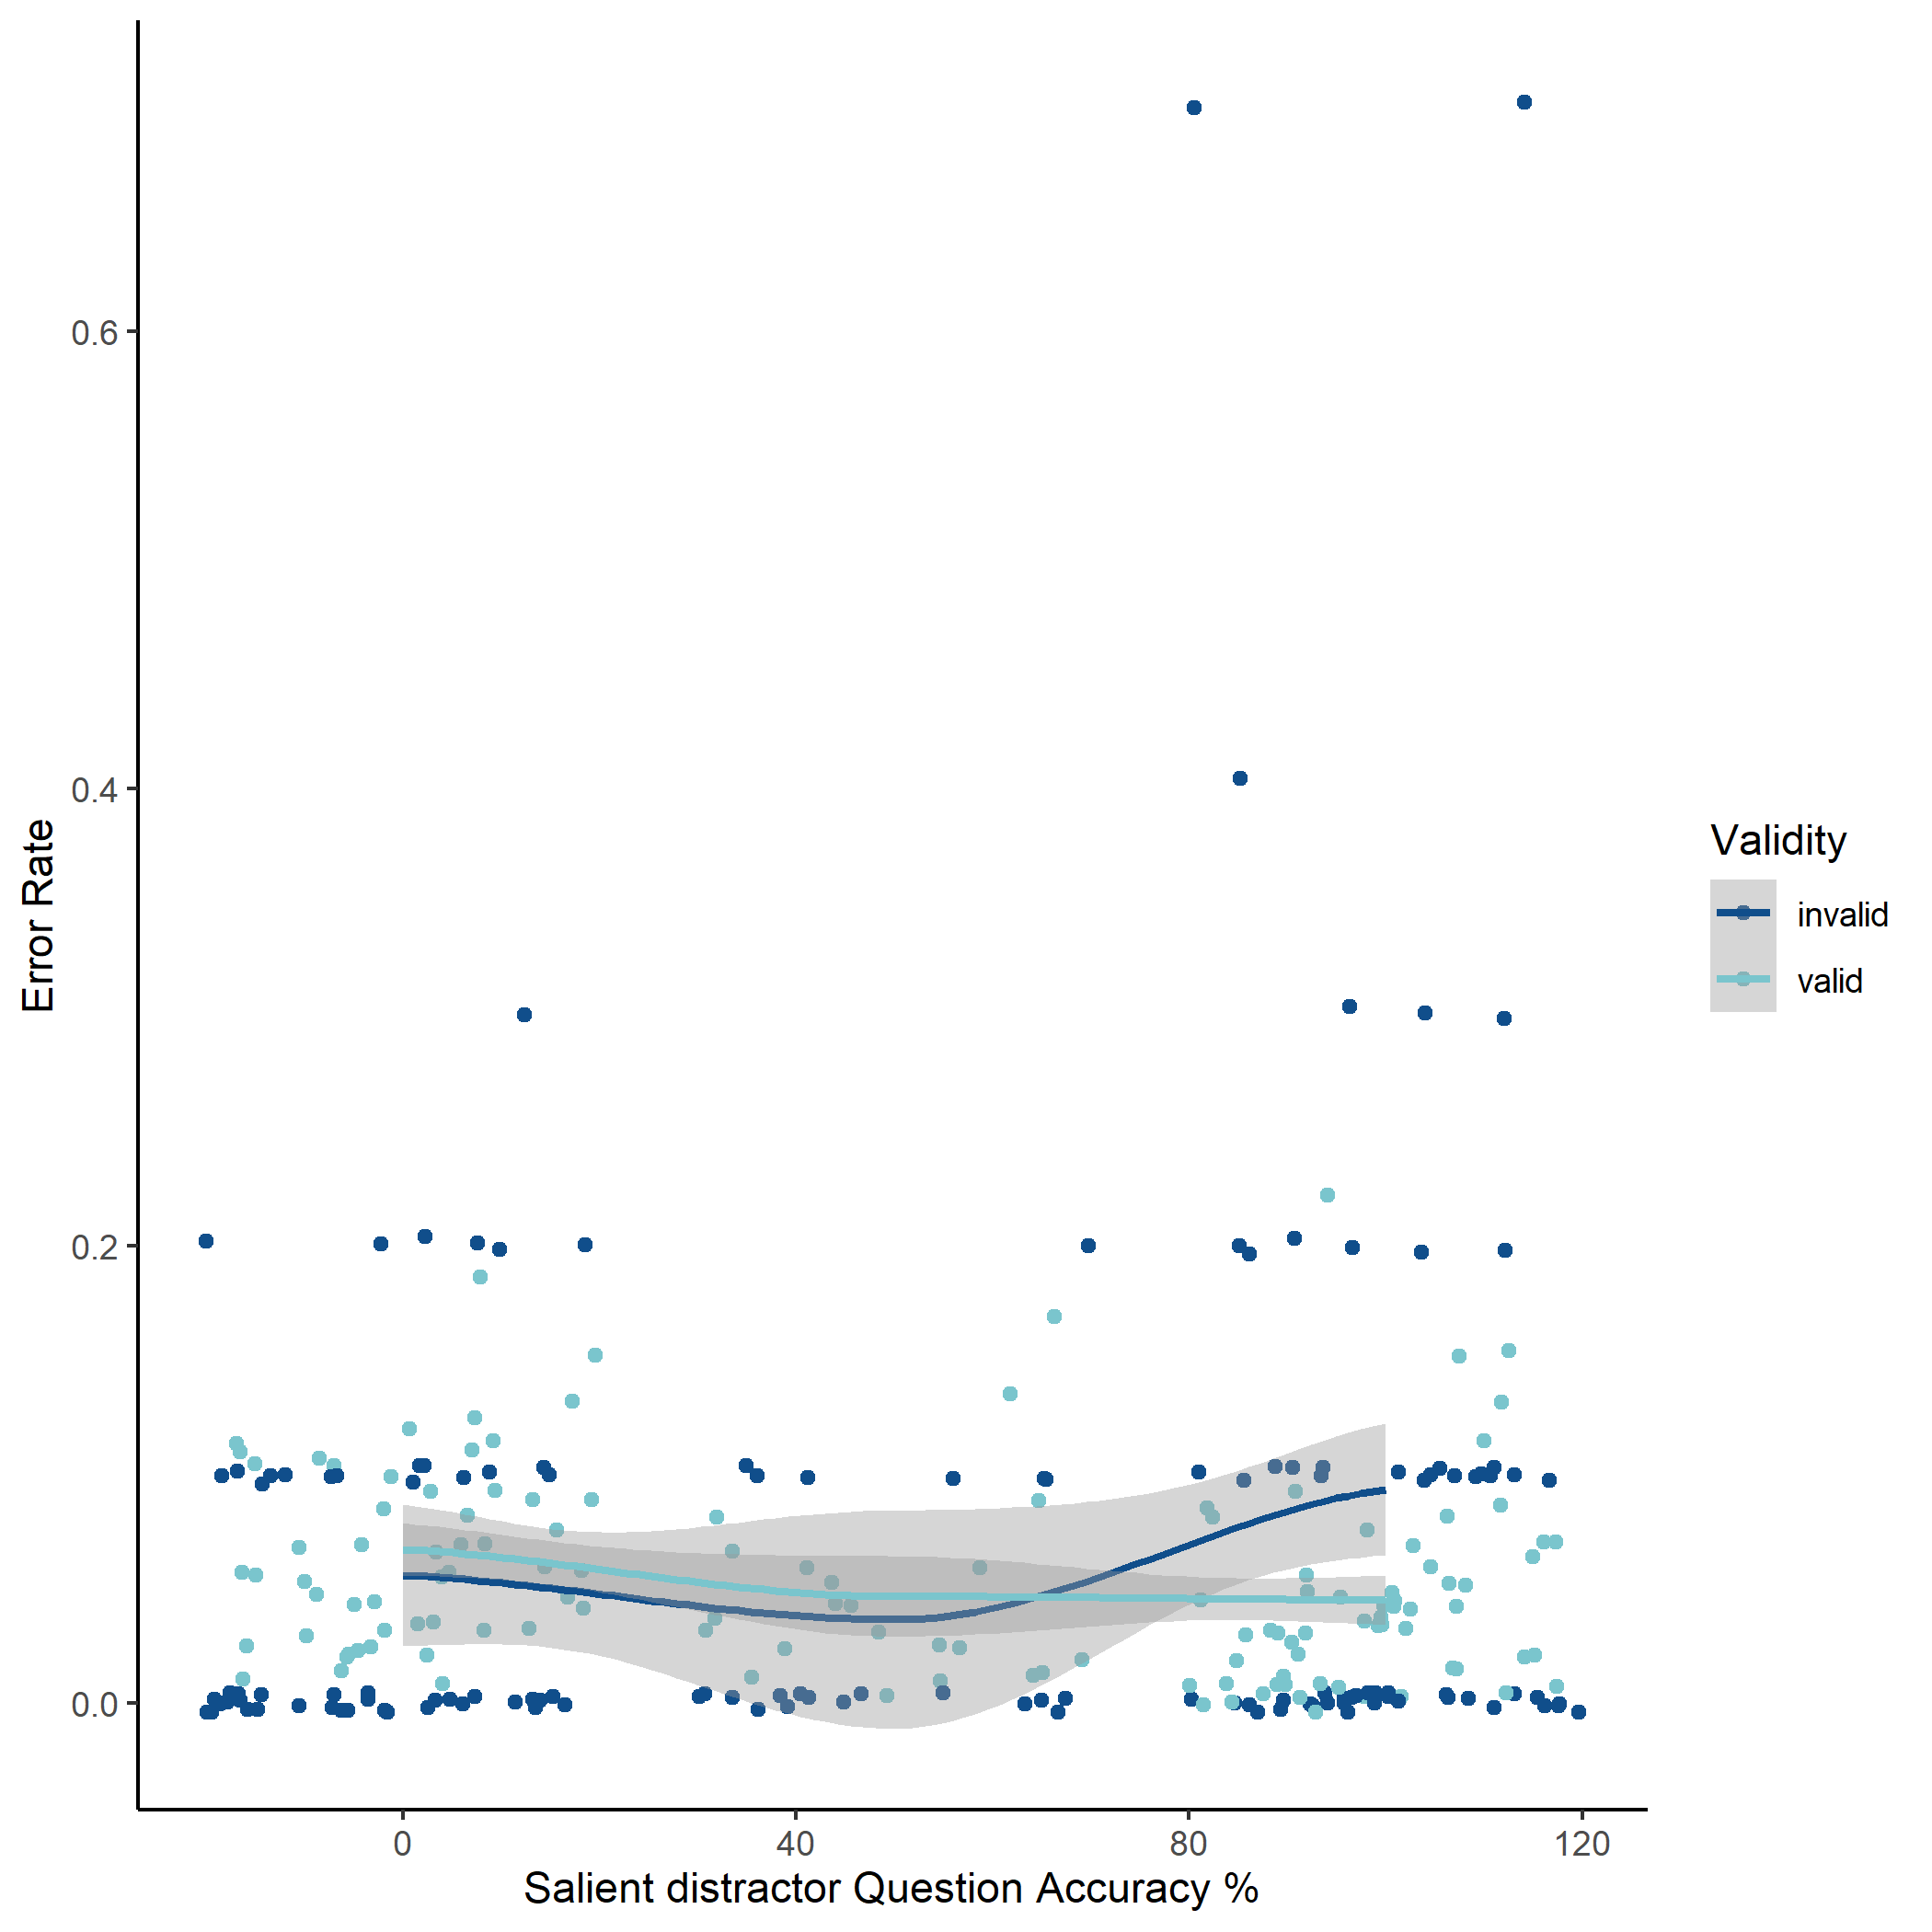 0.6
0.4
0.2
0.0
Error Rate
0
40
80
120
Salient distractor Question Accuracy %
Validity
invalid
valid